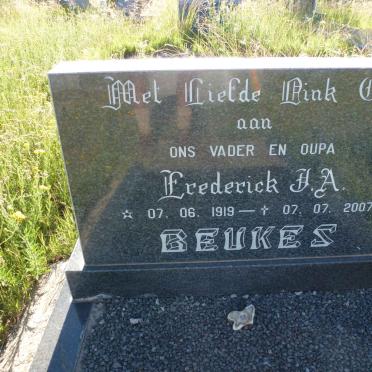 Met Liefde Dink
aan
ONS VADER EN OUPA
Frederick J.A.
☆ 07. 06. 1919 — ✝ 07. 07. 2007
BEUKES